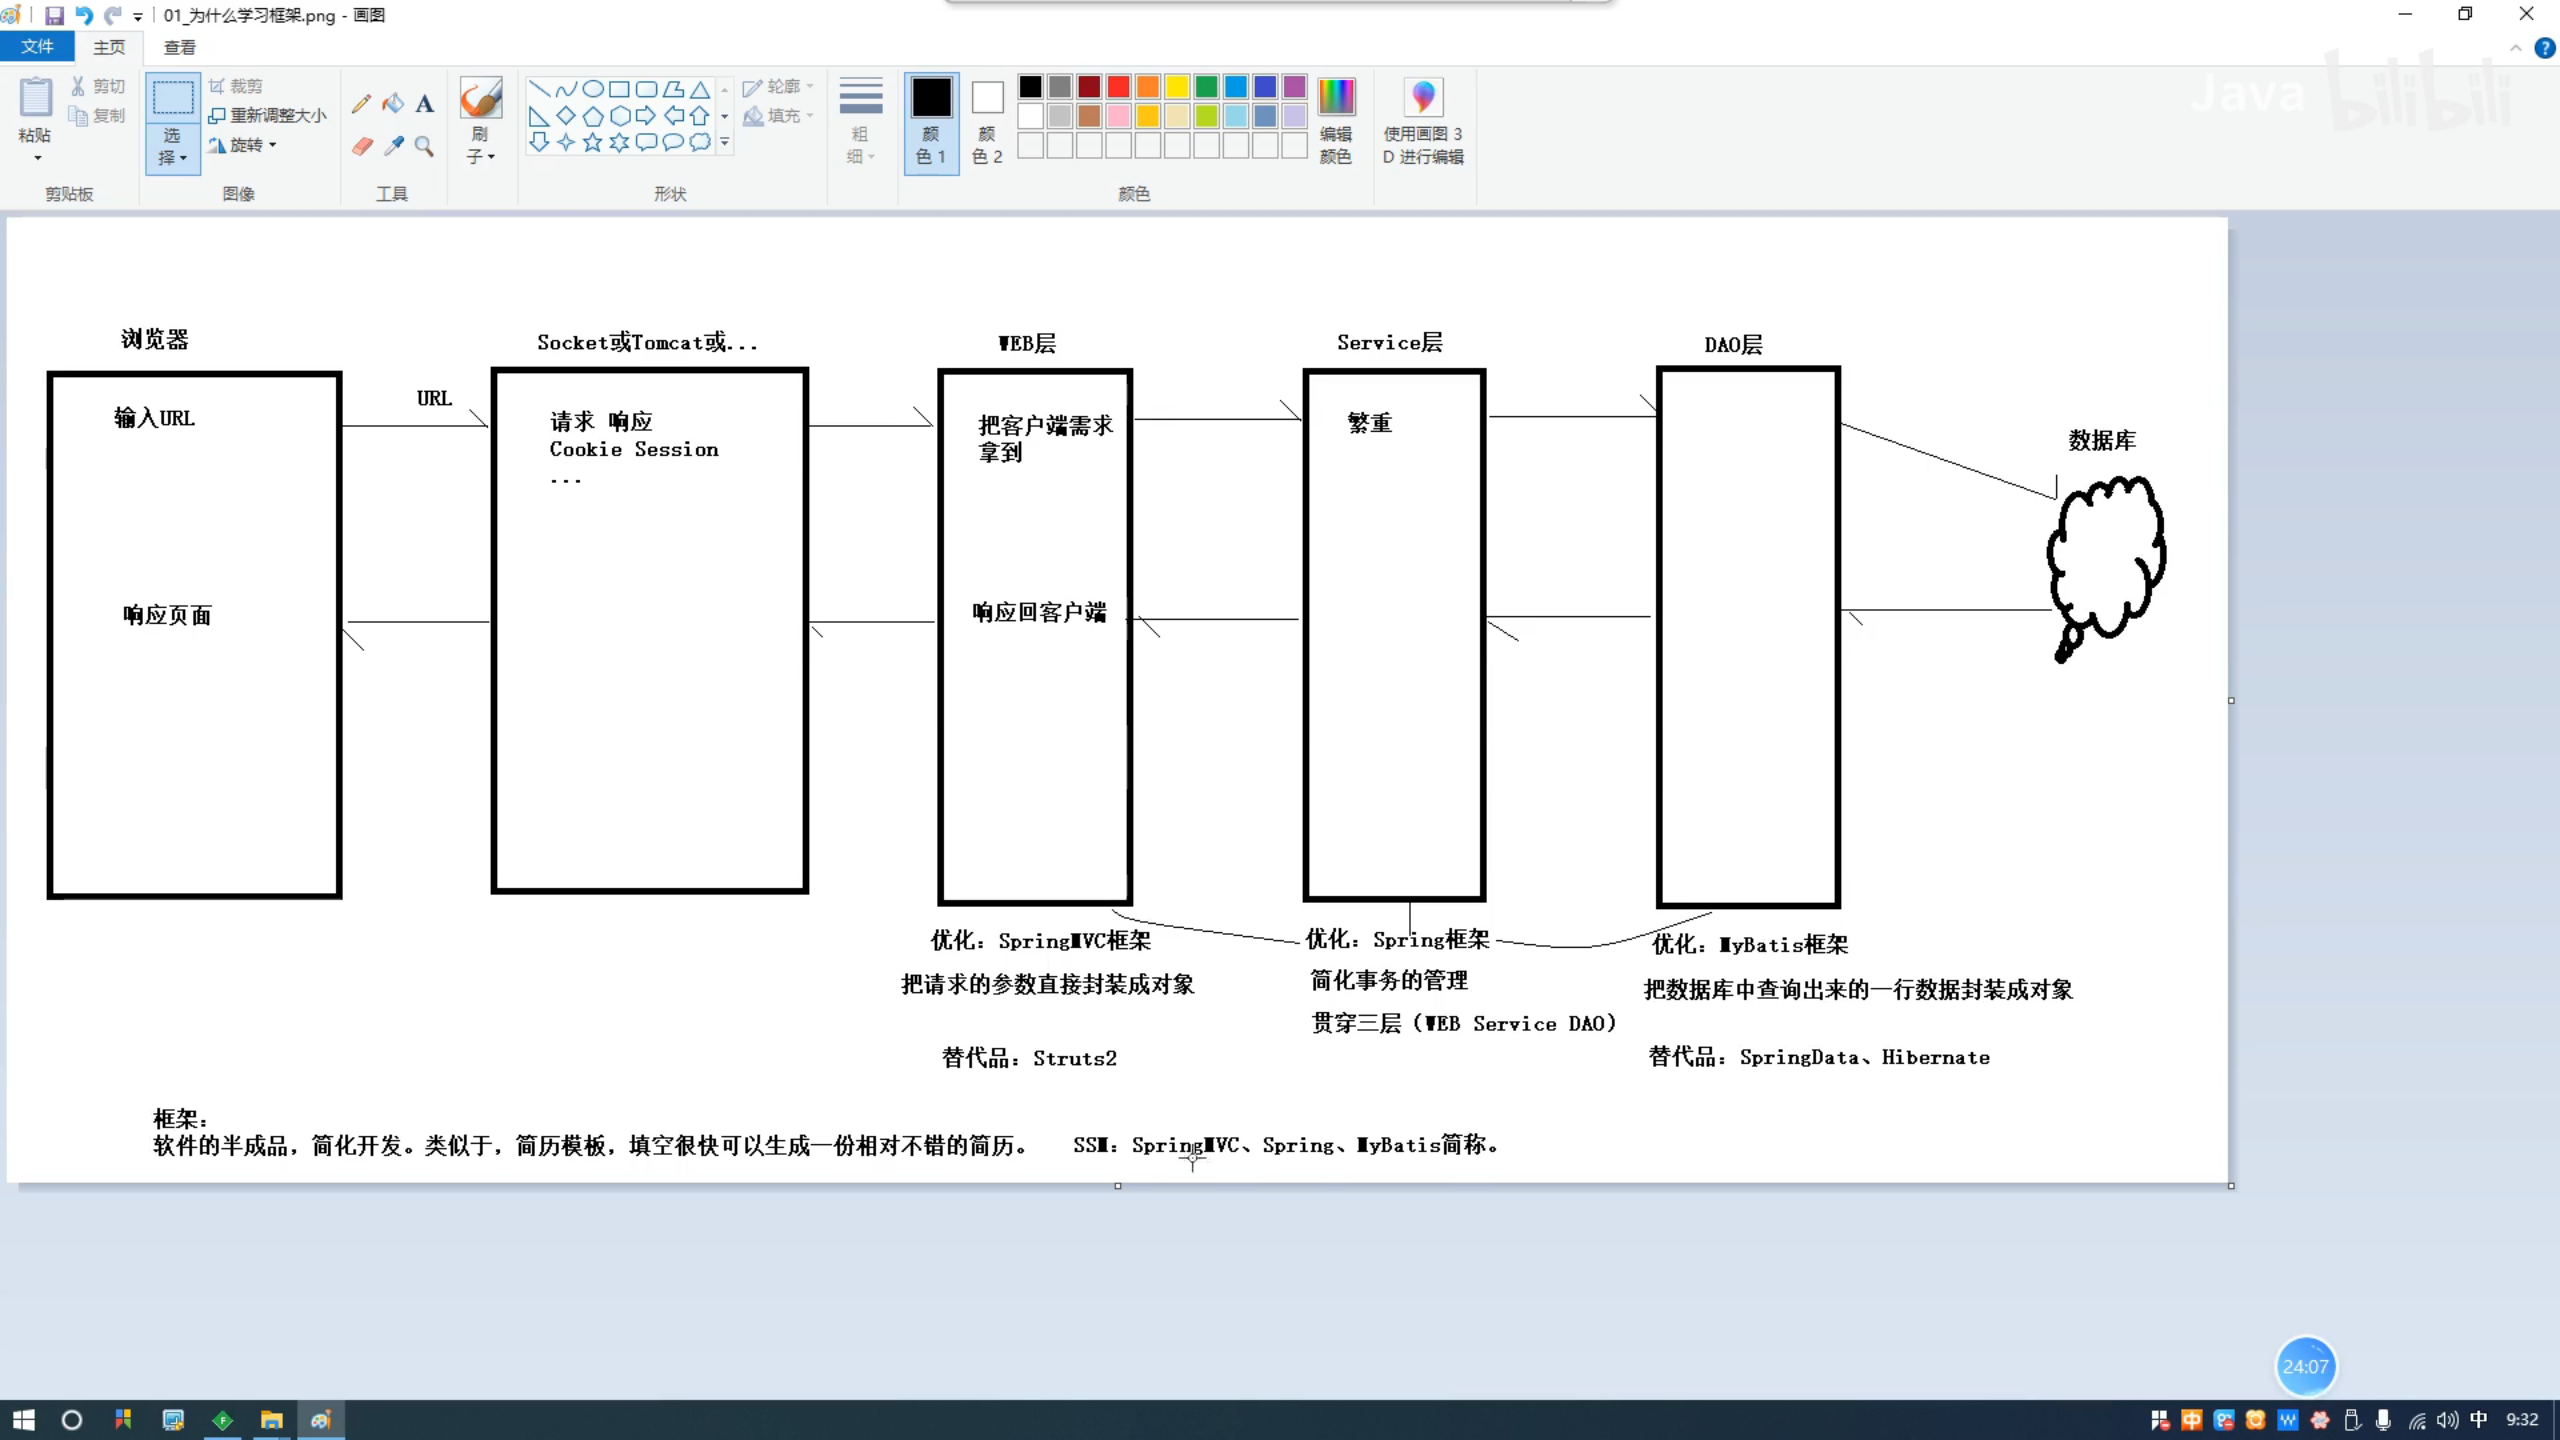 01_为什么学习框架.png - 画图
文件 主页 查看
Java bilibili
粘贴
剪切
复制
剪贴板
选择
裁剪
重新调整大小
旋转
图像
A
工具
刷子
轮廓
填充
形状
粗细
颜色 1
颜色 2
编辑颜色
颜色
使用画图 3D 进行编辑
浏览器
Socket或Tomcat或...
WEB层
Service层
DAO层
输入URL
URL
请求 响应
Cookie Session
...
把客户端需求
拿到
繁重
数据库
响应页面
响应回客户端
优化：SpringMVC框架
优化：Spring框架
优化：MyBatis框架
把请求的参数直接封装成对象
简化事务的管理
把数据库中查询出来的一行数据封装成对象
贯穿三层（WEB Service DAO）
替代品：Struts2
替代品：SpringData、Hibernate
框架：
软件的半成品，简化开发。类似于，简历模板，填空很快可以生成一份相对不错的简历。
SSM：SpringMVC、Spring、MyBatis简称。
24:07
中
中 9:32